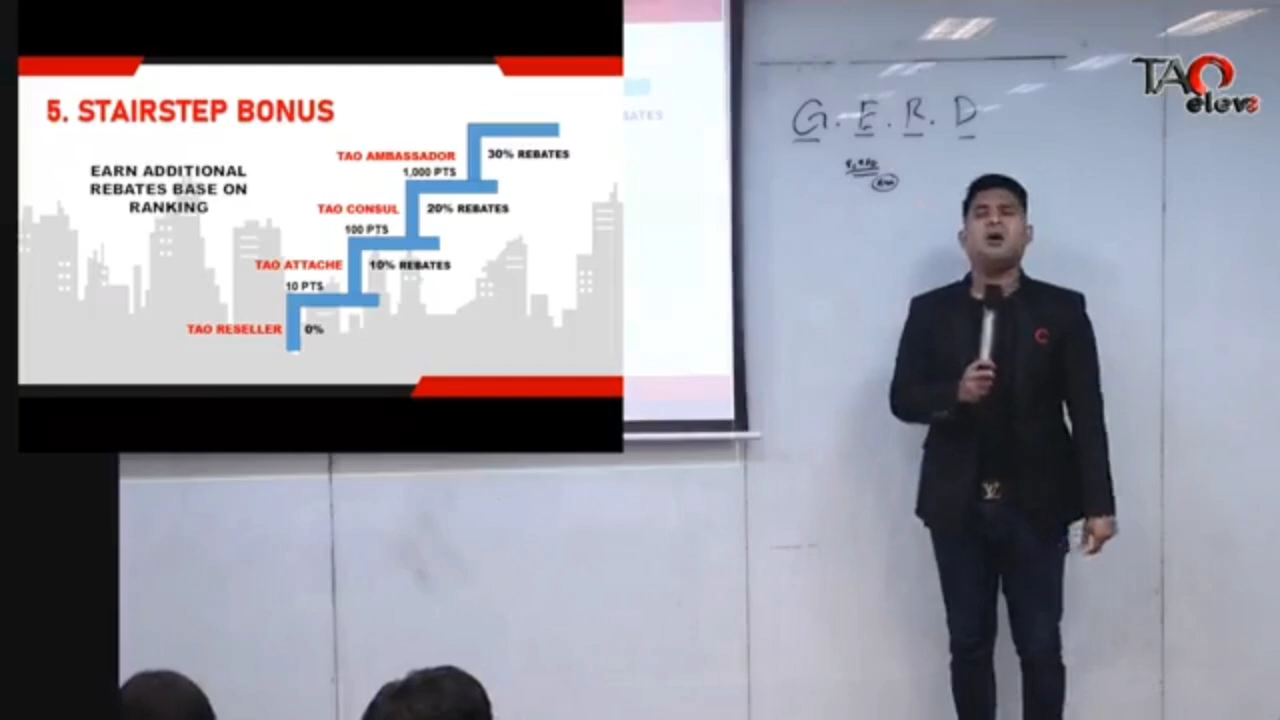 5. STAIRSTEP BONUS
EARN ADDITIONAL
REBATES BASE ON
RANKING
TAO AMBASSADOR
1,000 PTS
30% REBATES
TAO CONSUL
100 PTS
20% REBATES
TAO ATTACHE
10 PTS
10% REBATES
TAO RESELLER
0%
G. E. R. D
TAO
elev8